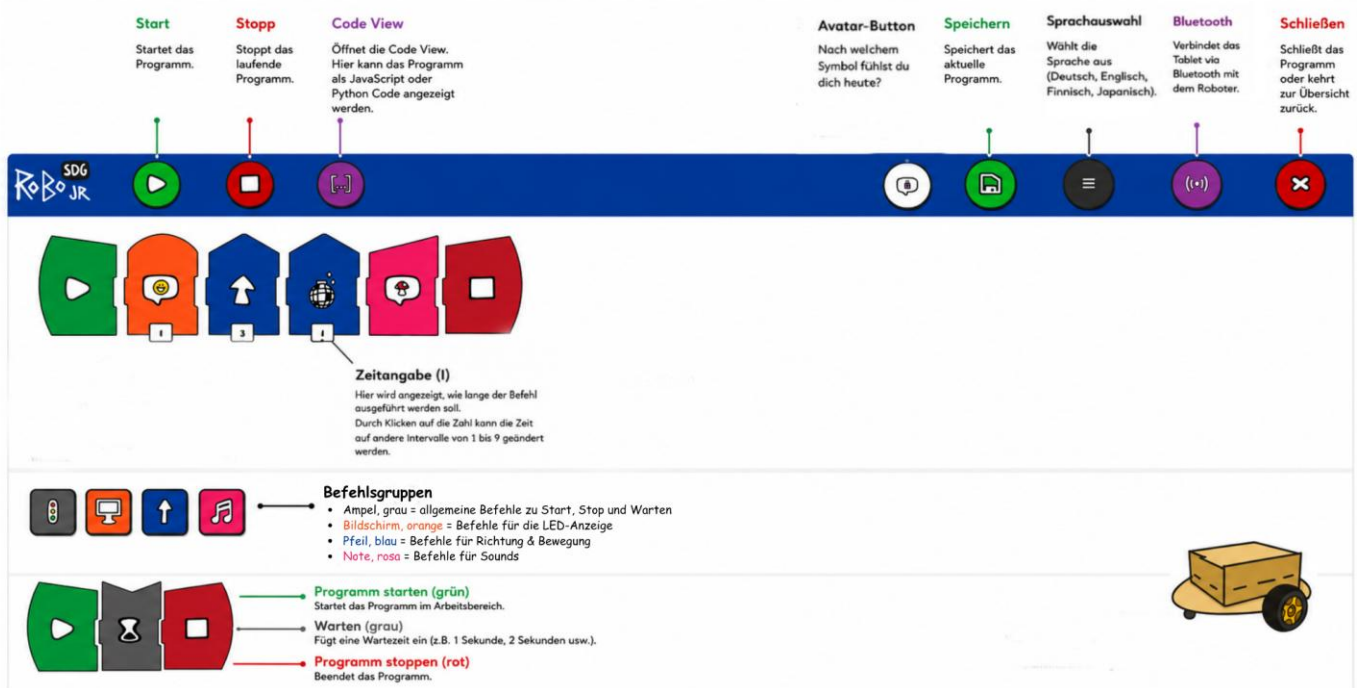 Start
Startet das
Programm.
Stopp
Stoppt das
laufende
Programm.
Code View
Öffnet die Code View.
Hier kann das Programm
als JavaScript oder
Python Code angezeigt
werden.
Avatar-Button
Nach welchem
Symbol fühlst du
dich heute?
Speichern
Speichert das
aktuelle
Programm.
Sprachauswahl
Wählt die
Sprache aus
(Deutsch, Englisch,
Finnisch, Japanisch).
Bluetooth
Verbindet das
Tablet via
Bluetooth mit
dem Roboter.
Schließen
Schließt das
Programm
oder kehrt
zur Übersicht
zurück.
RoBo JR SDG
[...]
1
3
1
Zeitangabe (1)
Hier wird angezeigt, wie lange der Befehl
ausgeführt werden soll.
Durch Klicken auf die Zahl kann die Zeit
auf andere Intervalle von 1 bis 9 geändert
werden.
Befehlsgruppen
• Ampel, grau = allgemeine Befehle zu Start, Stop und Warten
• Bildschirm, orange = Befehle für die LED-Anzeige
• Pfeil, blau = Befehle für Richtung & Bewegung
• Note, rosa = Befehle für Sounds
Programm starten (grün)
Startet das Programm im Arbeitsbereich.
Warten (grau)
Fügt eine Wartezeit ein (z.B. 1 Sekunde, 2 Sekunden usw.).
Programm stoppen (rot)
Beendet das Programm.